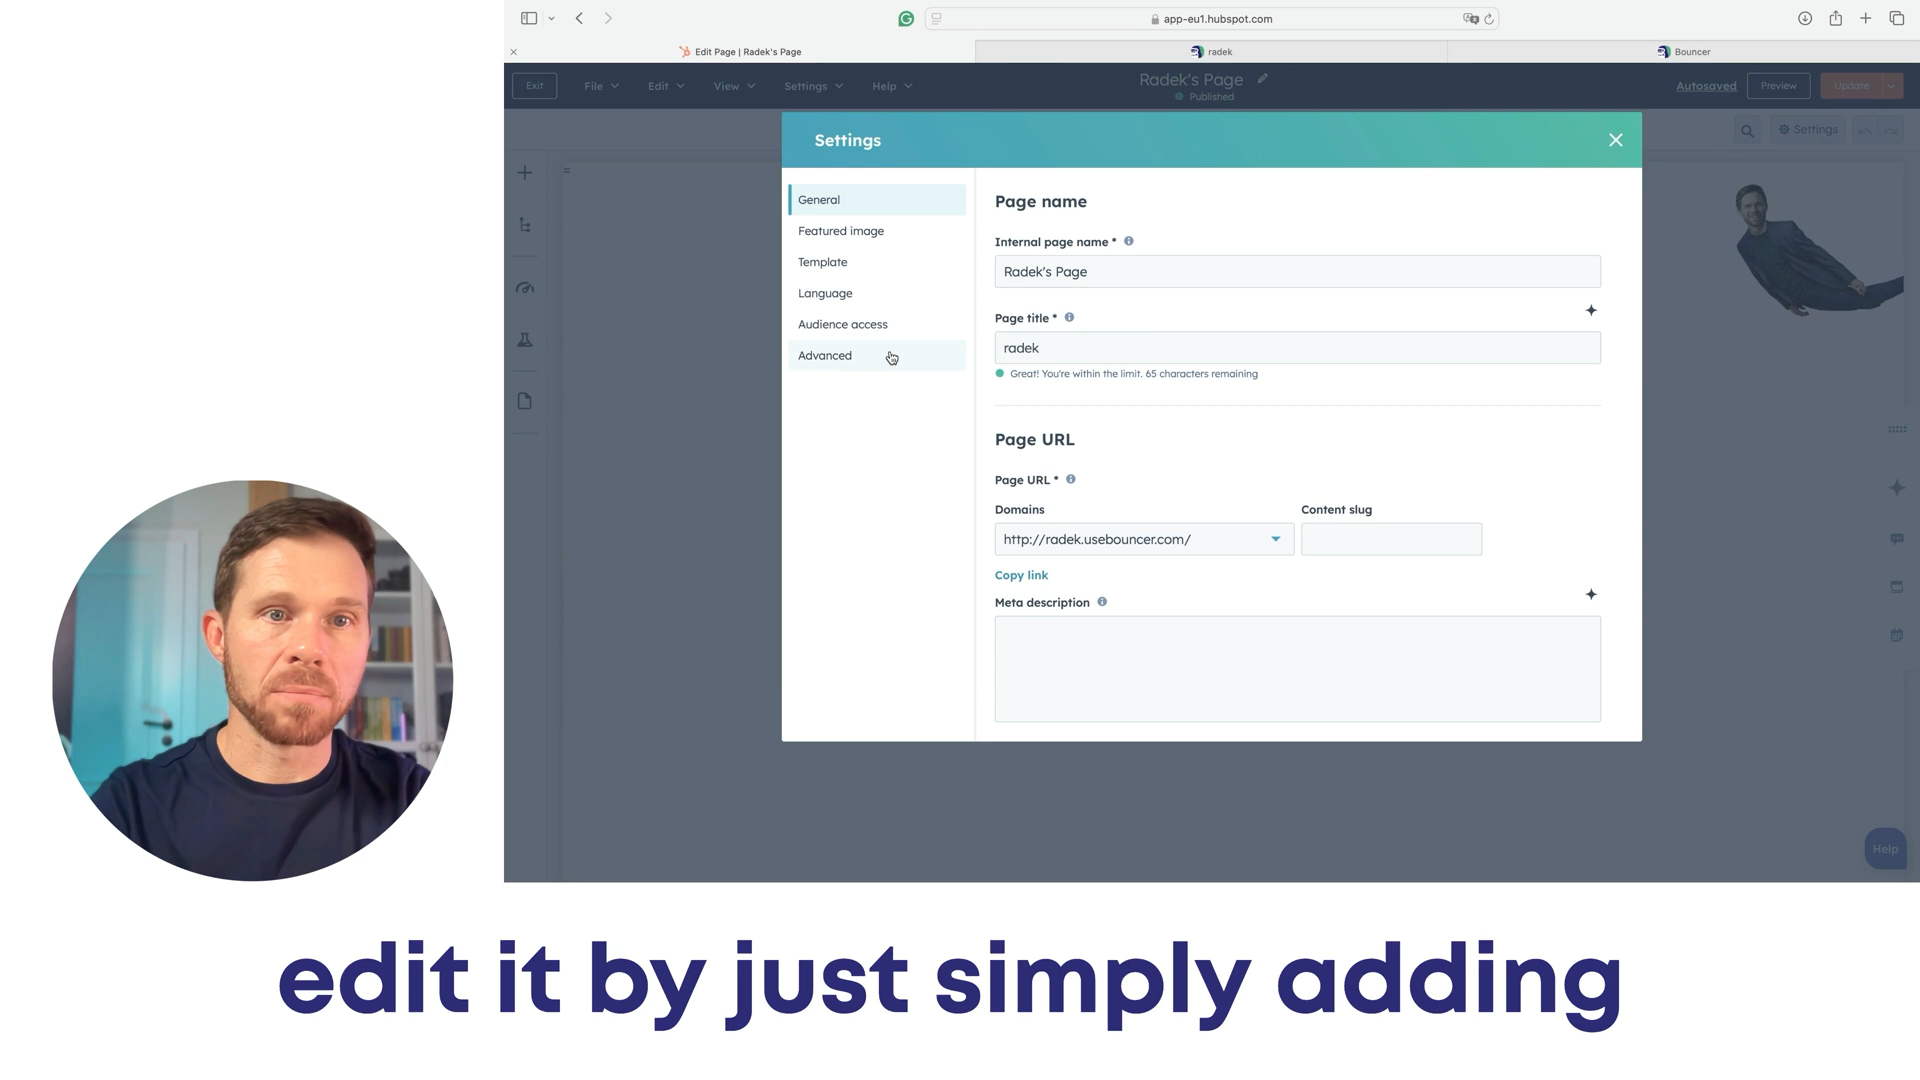 app-eu1.hubspot.com
Edit Page | Radek's Page
radek
Bouncer
Exit
File
Edit
View
Settings
Help
Radek's Page
Published
Autosaved
Preview
Update
Settings
Settings
General
Featured image
Template
Language
Audience access
Advanced
Page name
Internal page name *
Radek's Page
Page title *
radek
Great! You're within the limit. 65 characters remaining
Page URL
Page URL *
Domains
Content slug
http://radek.usebouncer.com/
Copy link
Meta description
Help
edit it by just simply adding